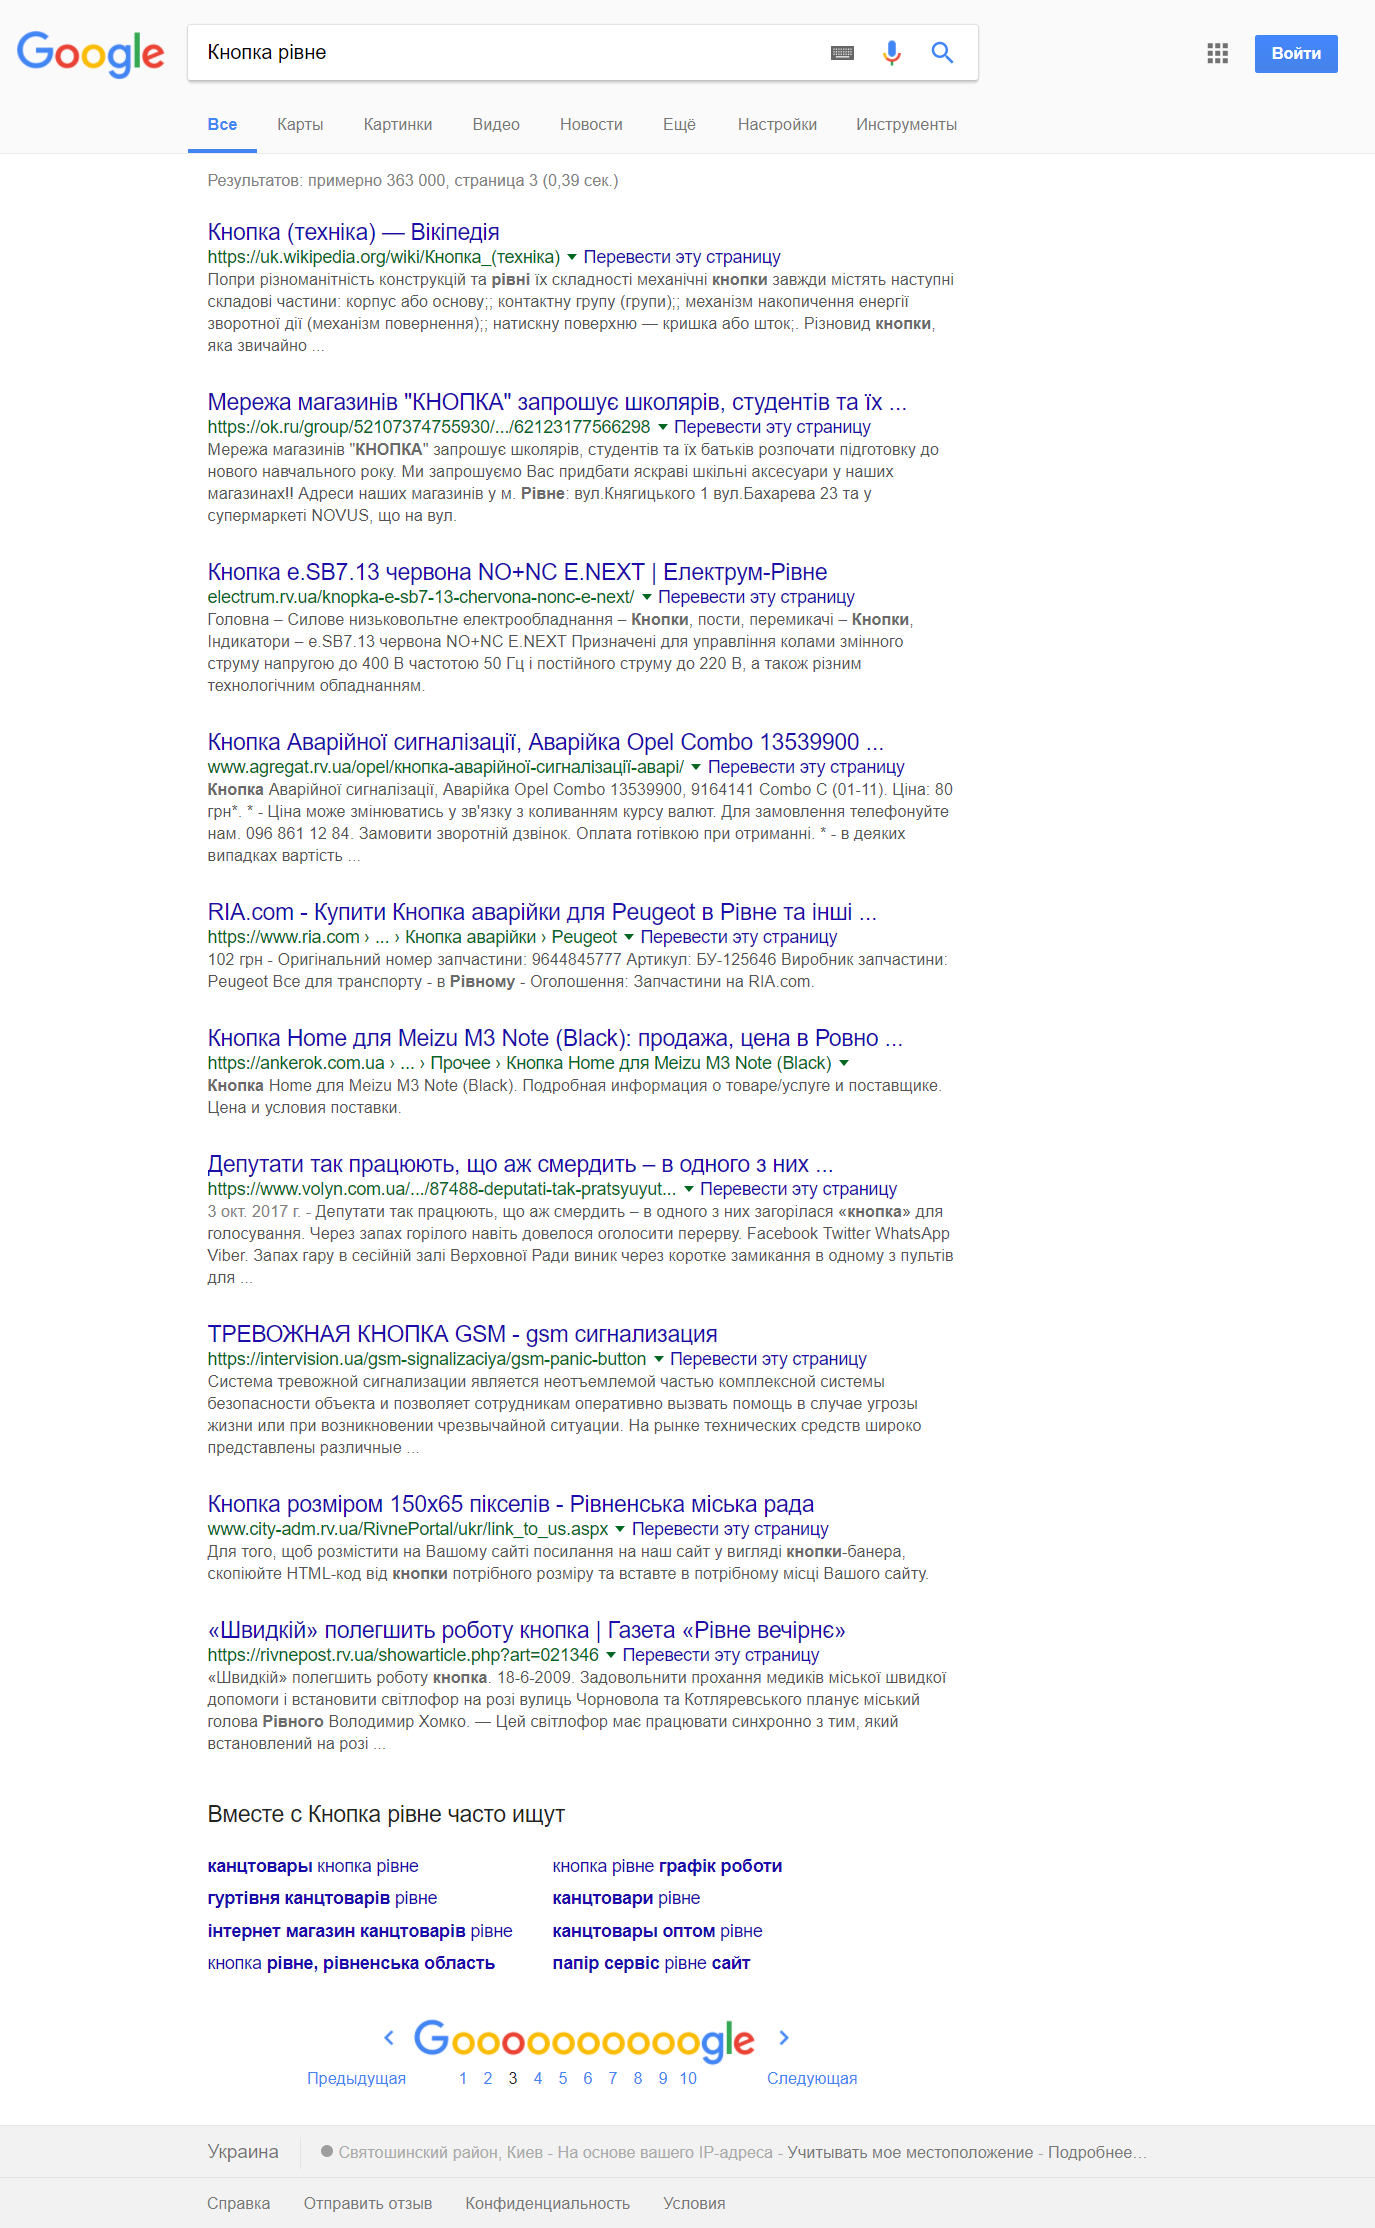 Google
Кнопка рівне
Войти
Все Карты Картинки Видео Новости Ещё Настройки Инструменты
Результатов: примерно 363 000, страница 3 (0,39 сек.)
Кнопка (техніка) — Вікіпедія
https://uk.wikipedia.org/wiki/Кнопка_(техніка) Перевести эту страницу
Попри різноманітність конструкцій та рівні їх складності механічні кнопки завжди містять наступні
складові частини: корпус або основу;; контактну групу (групи);; механізм накопичення енергії
зворотної дії (механізм повернення);; натискну поверхню — кришка або шток;. Різновид кнопки,
яка звичайно ...
Мережа магазинів "КНОПКА" запрошує школярів, студентів та їх ...
https://ok.ru/group/52107374755930/.../62123177566298 Перевести эту страницу
Мережа магазинів "КНОПКА" запрошує школярів, студентів та їх батьків розпочати підготовку до
нового навчального року. Ми запрошуємо Вас придбати яскраві шкільні аксесуари у наших
магазинах!! Адреси наших магазинів у м. Рівне: вул.Княгицького 1 вул.Бахарева 23 та у
супермаркеті NOVUS, що на вул.
Кнопка e.SB7.13 червона NO+NC E.NEXT | Електрум-Рівне
electrum.rv.ua/knopka-e-sb7-13-chervona-nonc-e-next/ Перевести эту страницу
Головна – Силове низьковольтне електрообладнання – Кнопки, пости, перемикачі – Кнопки,
Індикатори – e.SB7.13 червона NO+NC E.NEXT Призначені для управління колами змінного
струму напругою до 400 В частотою 50 Гц і постійного струму до 220 В, а також різним
технологічним обладнанням.
Кнопка Аварійної сигналізації, Аварійка Opel Combo 13539900 ...
www.agregat.rv.ua/opel/кнопка-аварійної-сигналізації-аварі/ Перевести эту страницу
Кнопка Аварійної сигналізації, Аварійка Opel Combo 13539900, 9164141 Combo C (01-11). Ціна: 80
грн*. * - Ціна може змінюватись у зв'язку з коливанням курсу валют. Для замовлення телефонуйте
нам. 096 861 12 84. Замовити зворотній дзвінок. Оплата готівкою при отриманні. * - в деяких
випадках вартість ...
RIA.com - Купити Кнопка аварійки для Peugeot в Рівне та інші ...
https://www.ria.com › ... › Кнопка аварійки › Peugeot Перевести эту страницу
102 грн - Оригінальний номер запчастини: 9644845777 Артикул: БУ-125646 Виробник запчастини:
Peugeot Все для транспорту - в Рівному - Оголошення: Запчастини на RIA.com.
Кнопка Home для Meizu M3 Note (Black): продажа, цена в Ровно ...
https://ankerok.com.ua › ... › Прочее › Кнопка Home для Meizu M3 Note (Black)
Кнопка Home для Meizu M3 Note (Black). Подробная информация о товаре/услуге и поставщике.
Цена и условия поставки.
Депутати так працюють, що аж смердить – в одного з них ...
https://www.volyn.com.ua/.../87488-deputati-tak-pratsyuyut... Перевести эту страницу
3 окт. 2017 г. - Депутати так працюють, що аж смердить – в одного з них загорілася «кнопка» для
голосування. Через запах горілого навіть довелося оголосити перерву. Facebook Twitter WhatsApp
Viber. Запах гару в сесійній залі Верховної Ради виник через коротке замикання в одному з пультів
для ...
ТРЕВОЖНАЯ КНОПКА GSM - gsm сигнализация
https://intervision.ua/gsm-signalizaciya/gsm-panic-button Перевести эту страницу
Система тревожной сигнализации является неотъемлемой частью комплексной системы
безопасности объекта и позволяет сотрудникам оперативно вызвать помощь в случае угрозы
жизни или при возникновении чрезвычайной ситуации. На рынке технических средств широко
представлены различные ...
Кнопка розміром 150x65 пікселів - Рівненська міська рада
www.city-adm.rv.ua/RivnePortal/ukr/link_to_us.aspx Перевести эту страницу
Для того, щоб розмістити на Вашому сайті посилання на наш сайт у вигляді кнопки-банера,
скопіюйте HTML-код від кнопки потрібного розміру та вставте в потрібному місці Вашого сайту.
«Швидкій» полегшить роботу кнопка | Газета «Рівне вечірнє»
https://rivnepost.rv.ua/showarticle.php?art=021346 Перевести эту страницу
«Швидкій» полегшить роботу кнопка. 18-6-2009. Задовольнити прохання медиків міської швидкої
допомоги і встановити світлофор на розі вулиць Чорновола та Котляревського планує міський
голова Рівного Володимир Хомко. — Цей світлофор має працювати синхронно з тим, який
встановлений на розі ...
Вместе с Кнопка рівне часто ищут
канцтовары кнопка рівне кнопка рівне графік роботи
гуртівня канцтоварів рівне канцтовари рівне
інтернет магазин канцтоварів рівне канцтовары оптом рівне
кнопка рівне, рівненська область папір сервіс рівне сайт
Goooooooooogle
Предыдущая 1 2 3 4 5 6 7 8 9 10 Следующая
Украина Святошинский район, Киев - На основе вашего IP-адреса - Учитывать мое местоположение - Подробнее...
Справка Отправить отзыв Конфиденциальность Условия